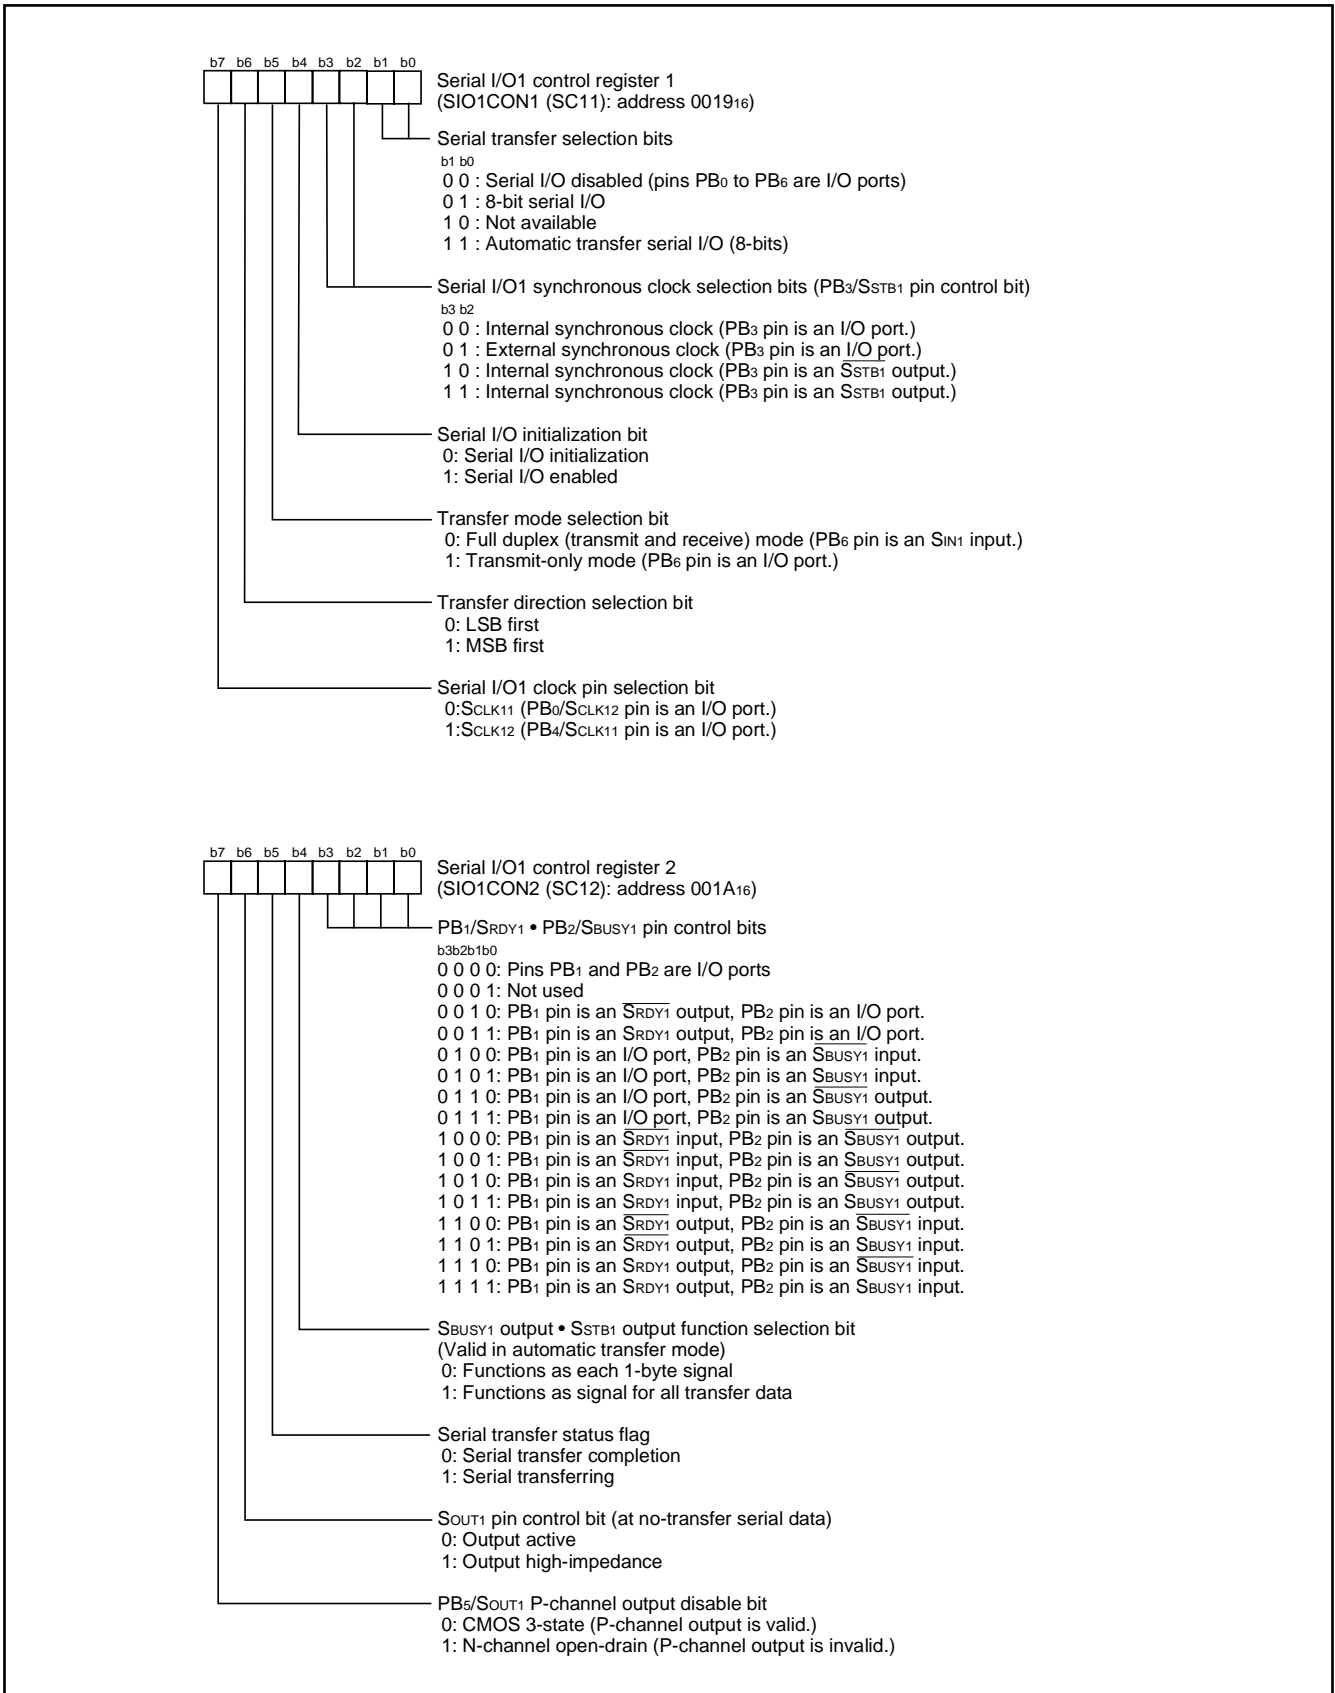 b7 b6 b5 b4 b3 b2 b1 b0
Serial I/O1 control register 1
(SIO1CON1 (SC11): address 0019₁₆)
Serial transfer selection bits
b1 b0
0 0 : Serial I/O disabled (pins PB₀ to PB₆ are I/O ports)
0 1 : 8-bit serial I/O
1 0 : Not available
1 1 : Automatic transfer serial I/O (8-bits)
Serial I/O1 synchronous clock selection bits (PB₃/SSTB1 pin control bit)
b3 b2
0 0 : Internal synchronous clock (PB₃ pin is an I/O port.)
0 1 : External synchronous clock (PB₃ pin is an I/O port.)
1 0 : Internal synchronous clock (PB₃ pin is an S̅S̅T̅B̅1̅ output.)
1 1 : Internal synchronous clock (PB₃ pin is an SSTB1 output.)
Serial I/O initialization bit
0: Serial I/O initialization
1: Serial I/O enabled
Transfer mode selection bit
0: Full duplex (transmit and receive) mode (PB₆ pin is an SIN1 input.)
1: Transmit-only mode (PB₆ pin is an I/O port.)
Transfer direction selection bit
0: LSB first
1: MSB first
Serial I/O1 clock pin selection bit
0:SCLK11 (PB₀/SCLK12 pin is an I/O port.)
1:SCLK12 (PB₄/SCLK11 pin is an I/O port.)
b7 b6 b5 b4 b3 b2 b1 b0
Serial I/O1 control register 2
(SIO1CON2 (SC12): address 001A₁₆)
PB₁/SRDY1 • PB₂/SBUSY1 pin control bits
b3b2b1b0
0 0 0 0: Pins PB₁ and PB₂ are I/O ports
0 0 0 1: Not used
0 0 1 0: PB₁ pin is an S̅R̅D̅Y̅1̅ output, PB₂ pin is an I/O port.
0 0 1 1: PB₁ pin is an SRDY1 output, PB₂ pin is an I/O port.
0 1 0 0: PB₁ pin is an I/O port, PB₂ pin is an S̅B̅U̅S̅Y̅1̅ input.
0 1 0 1: PB₁ pin is an I/O port, PB₂ pin is an SBUSY1 input.
0 1 1 0: PB₁ pin is an I/O port, PB₂ pin is an S̅B̅U̅S̅Y̅1̅ output.
0 1 1 1: PB₁ pin is an I/O port, PB₂ pin is an SBUSY1 output.
1 0 0 0: PB₁ pin is an S̅R̅D̅Y̅1̅ input, PB₂ pin is an S̅B̅U̅S̅Y̅1̅ output.
1 0 0 1: PB₁ pin is an S̅R̅D̅Y̅1̅ input, PB₂ pin is an SBUSY1 output.
1 0 1 0: PB₁ pin is an SRDY1 input, PB₂ pin is an S̅B̅U̅S̅Y̅1̅ output.
1 0 1 1: PB₁ pin is an SRDY1 input, PB₂ pin is an SBUSY1 output.
1 1 0 0: PB₁ pin is an S̅R̅D̅Y̅1̅ output, PB₂ pin is an S̅B̅U̅S̅Y̅1̅ input.
1 1 0 1: PB₁ pin is an S̅R̅D̅Y̅1̅ output, PB₂ pin is an SBUSY1 input.
1 1 1 0: PB₁ pin is an SRDY1 output, PB₂ pin is an S̅B̅U̅S̅Y̅1̅ input.
1 1 1 1: PB₁ pin is an SRDY1 output, PB₂ pin is an SBUSY1 input.
SBUSY1 output • SSTB1 output function selection bit
(Valid in automatic transfer mode)
0: Functions as each 1-byte signal
1: Functions as signal for all transfer data
Serial transfer status flag
0: Serial transfer completion
1: Serial transferring
SOUT1 pin control bit (at no-transfer serial data)
0: Output active
1: Output high-impedance
PB₅/SOUT1 P-channel output disable bit
0: CMOS 3-state (P-channel output is valid.)
1: N-channel open-drain (P-channel output is invalid.)